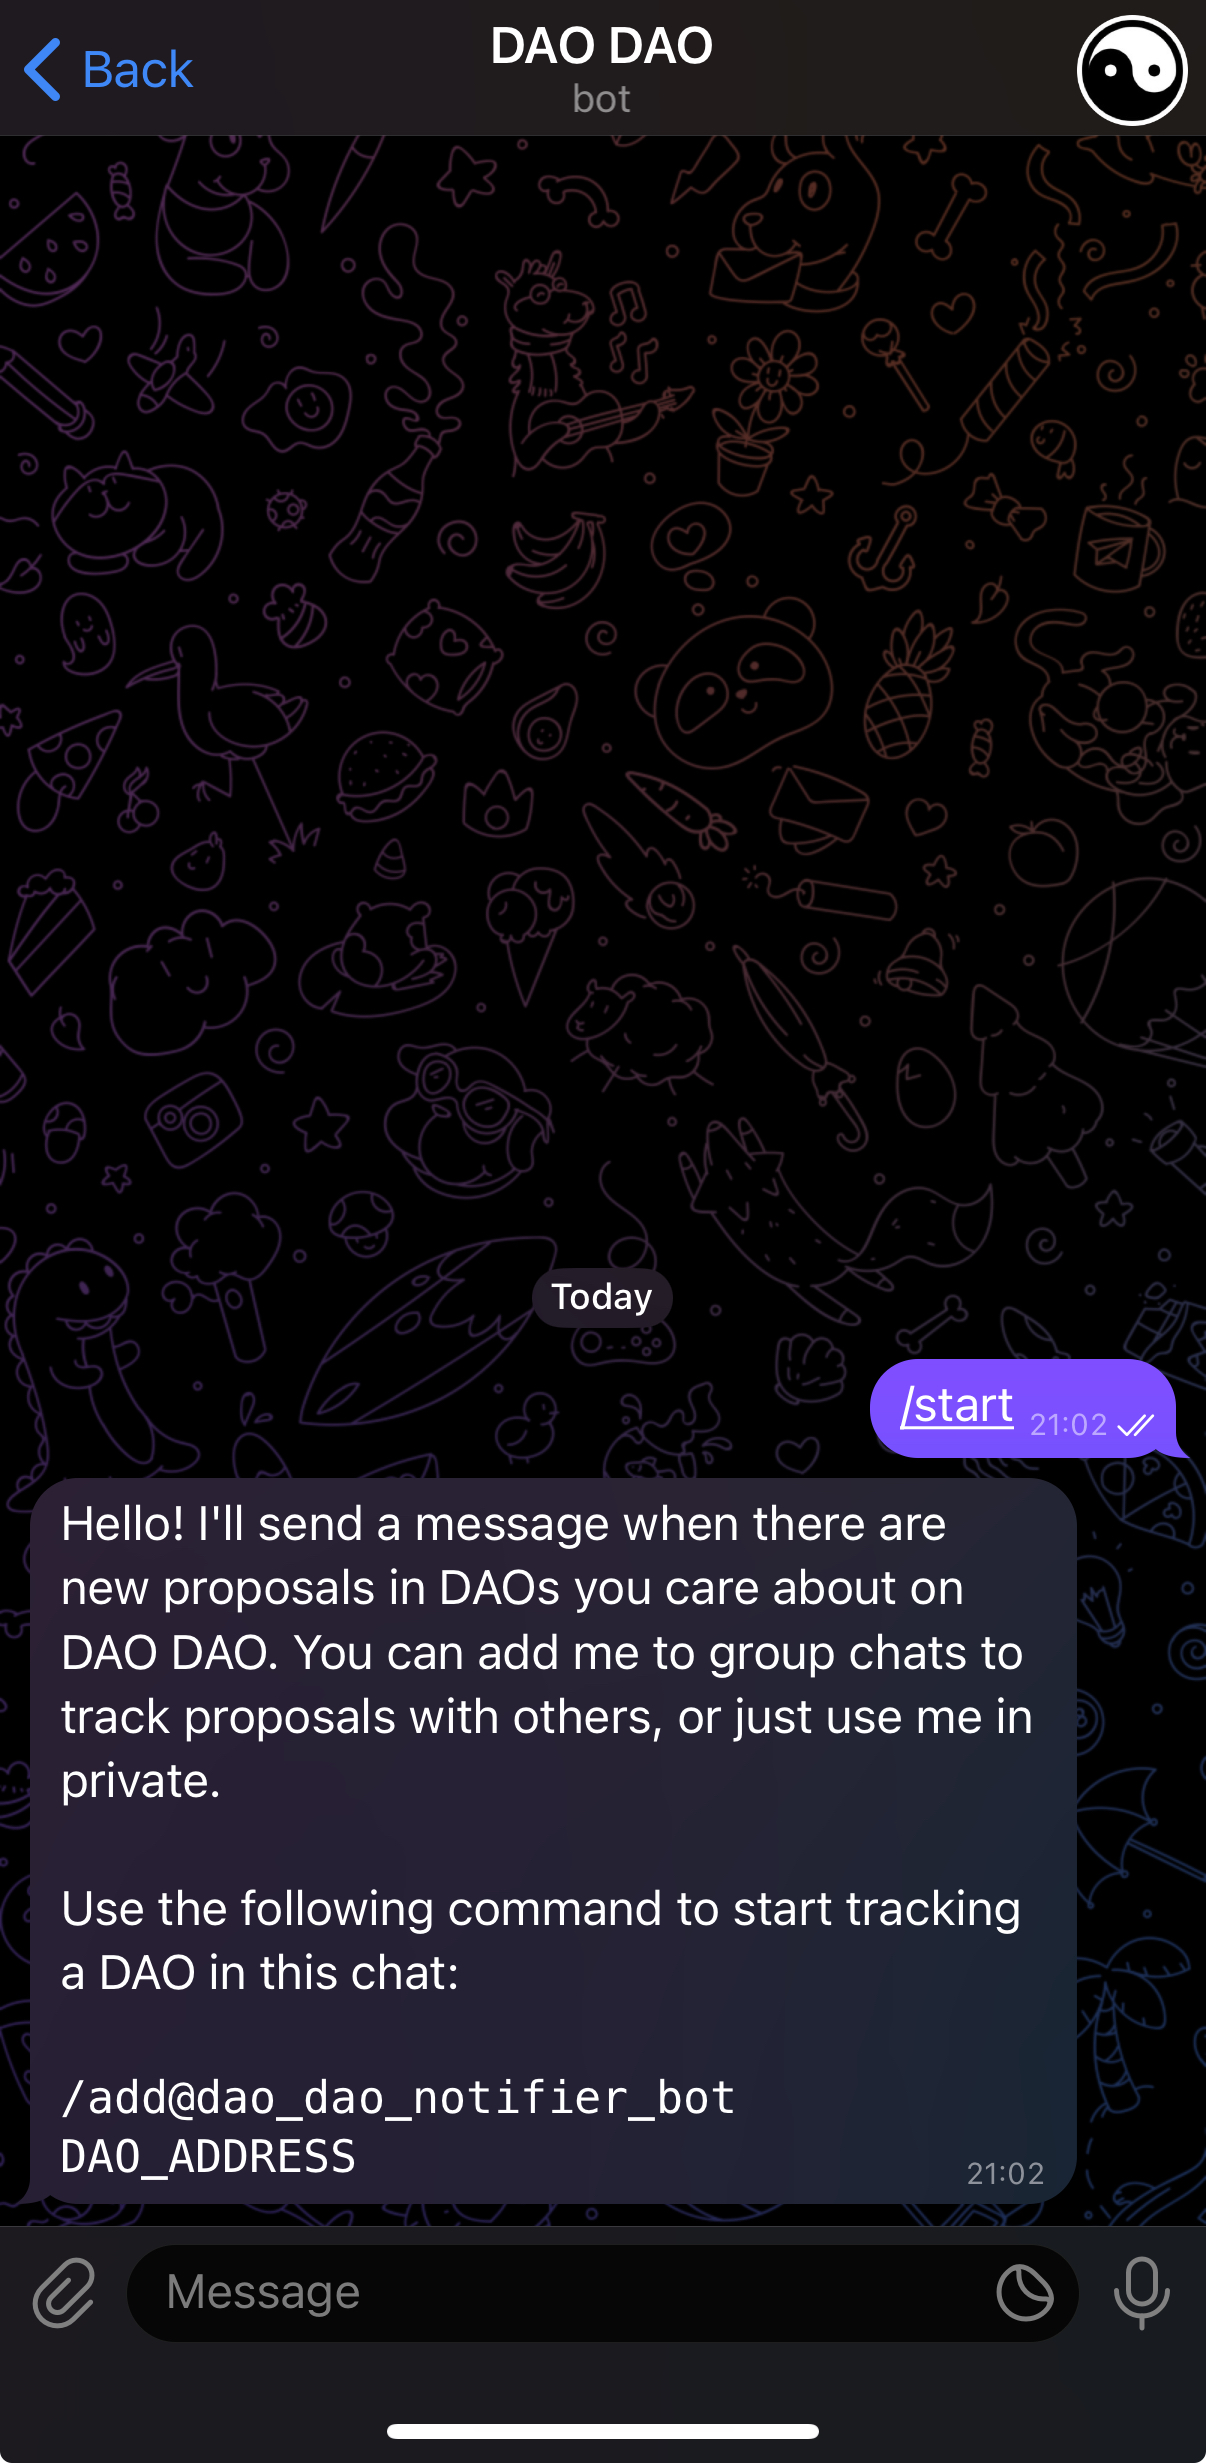 Back
DAO DAO
bot
Today
/start 21:02
Hello! I'll send a message when there are
new proposals in DAOs you care about on
DAO DAO. You can add me to group chats to
track proposals with others, or just use me in
private.
Use the following command to start tracking
a DAO in this chat:
/add@dao_dao_notifier_bot
DAO_ADDRESS
21:02
Message